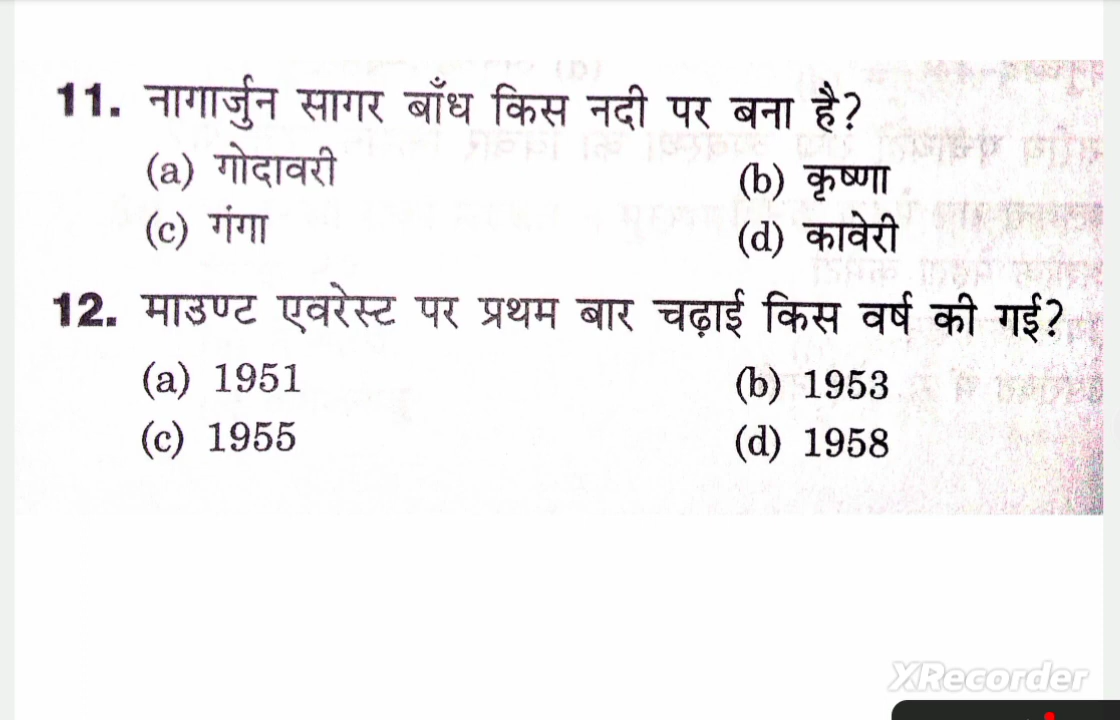 11. नागार्जुन सागर बाँध किस नदी पर बना है?
(a) गोदावरी (b) कृष्णा
(c) गंगा (d) कावेरी
12. माउण्ट एवरेस्ट पर प्रथम बार चढ़ाई किस वर्ष की गई?
(a) 1951 (b) 1953
(c) 1955 (d) 1958
XRecorder